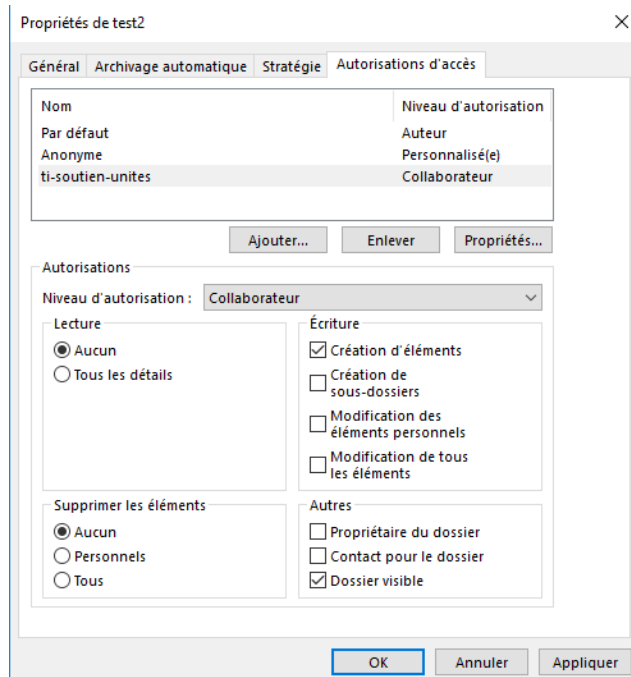 Propriétés de test2
Général Archivage automatique Stratégie Autorisations d'accès
Nom Niveau d'autorisation
Par défaut Auteur
Anonyme Personnalisé(e)
ti-soutien-unites Collaborateur
Ajouter... Enlever Propriétés...
Autorisations
Niveau d'autorisation : Collaborateur
Lecture
Aucun
Tous les détails
Écriture
Création d'éléments
Création de
sous-dossiers
Modification des
éléments personnels
Modification de tous
les éléments
Supprimer les éléments
Aucun
Personnels
Tous
Autres
Propriétaire du dossier
Contact pour le dossier
Dossier visible
OK Annuler Appliquer